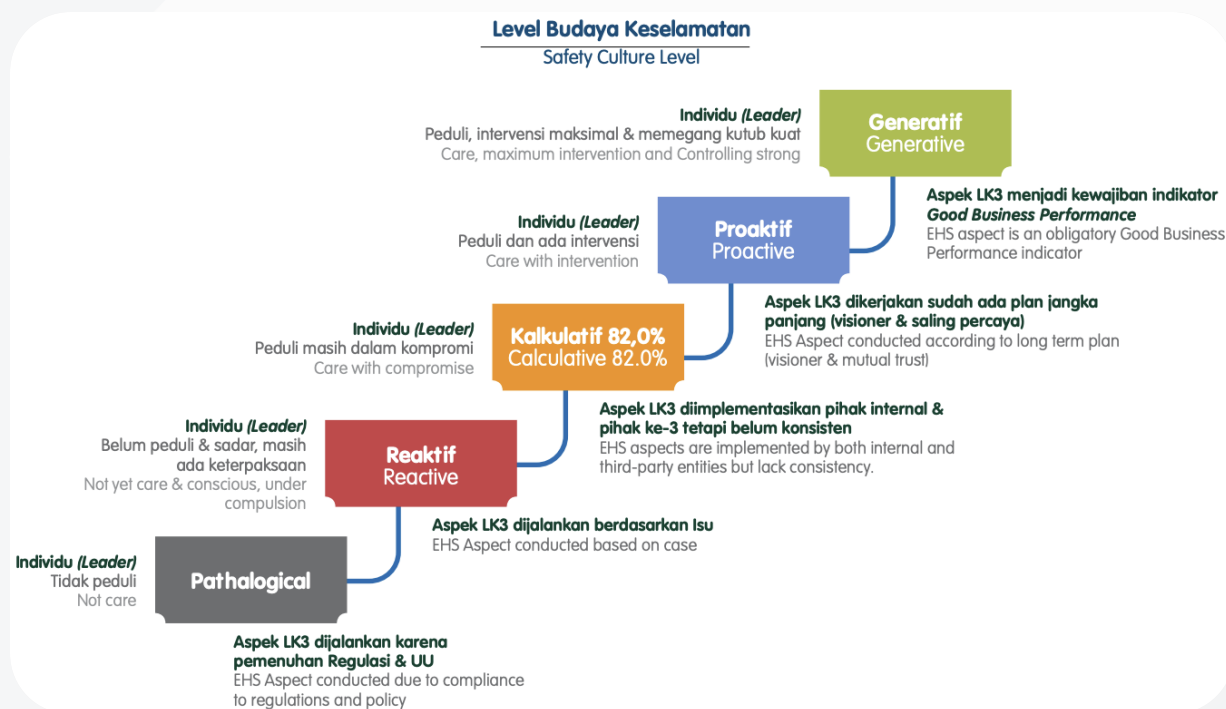 Level Budaya Keselamatan
Safety Culture Level
Individu (Leader)
Peduli, intervensi maksimal & memegang kutub kuat
Care, maximum intervention and Controlling strong
Generatif
Generative
Aspek LK3 menjadi kewajiban indikator
Good Business Performance
EHS aspect is an obligatory Good Business
Performance indicator
Individu (Leader)
Peduli dan ada intervensi
Care with intervention
Proaktif
Proactive
Aspek LK3 dikerjakan sudah ada plan jangka
panjang (visioner & saling percaya)
EHS Aspect conducted according to long term plan
(visioner & mutual trust)
Individu (Leader)
Peduli masih dalam kompromi
Care with compromise
Kalkulatif 82,0%
Calculative 82.0%
Aspek LK3 diimplementasikan pihak internal &
pihak ke-3 tetapi belum konsisten
EHS aspects are implemented by both internal and
third-party entities but lack consistency.
Individu (Leader)
Belum peduli & sadar, masih
ada keterpaksaan
Not yet care & conscious, under
compulsion
Reaktif
Reactive
Aspek LK3 dijalankan berdasarkan Isu
EHS Aspect conducted based on case
Individu (Leader)
Tidak peduli
Not care
Pathalogical
Aspek LK3 dijalankan karena
pemenuhan Regulasi & UU
EHS Aspect conducted due to compliance
to regulations and policy